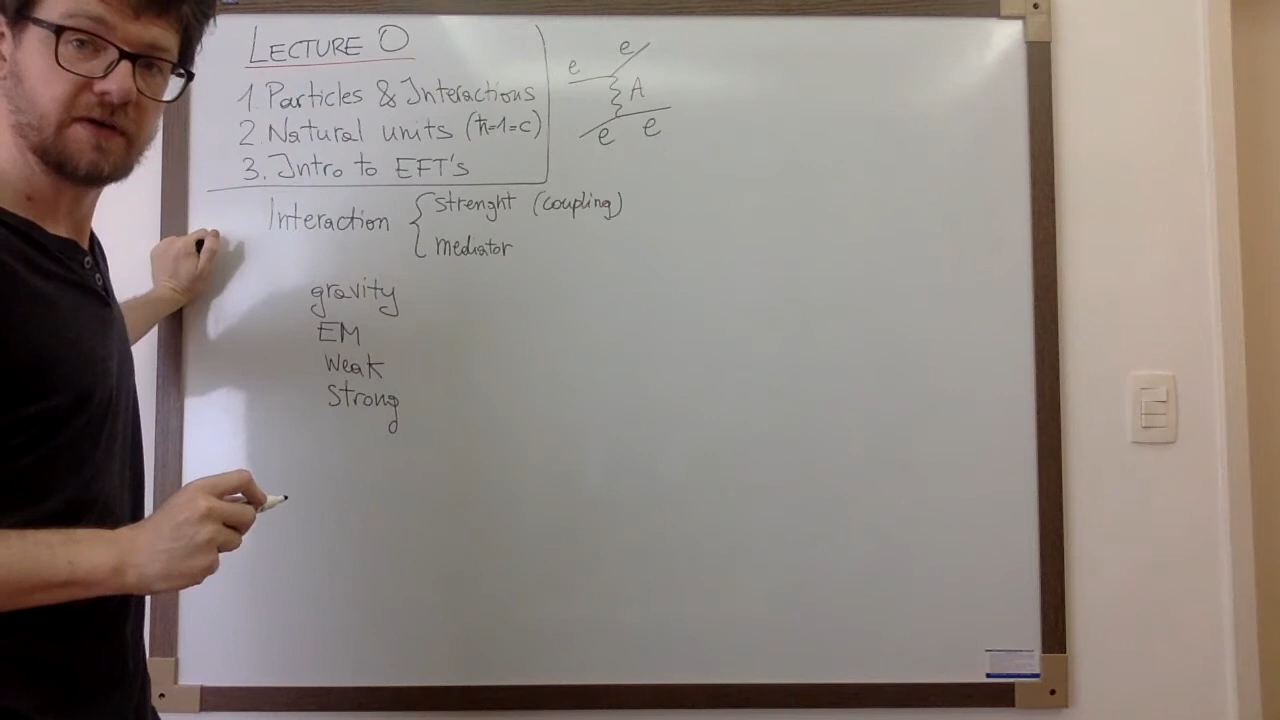 LECTURE 0
1. Particles & Interactions
2. Natural units (ħ=1=c)
3. Intro to EFT's
e
e
A
e
e
Interaction { strenght (coupling)
mediator
gravity
EM
Weak
Strong